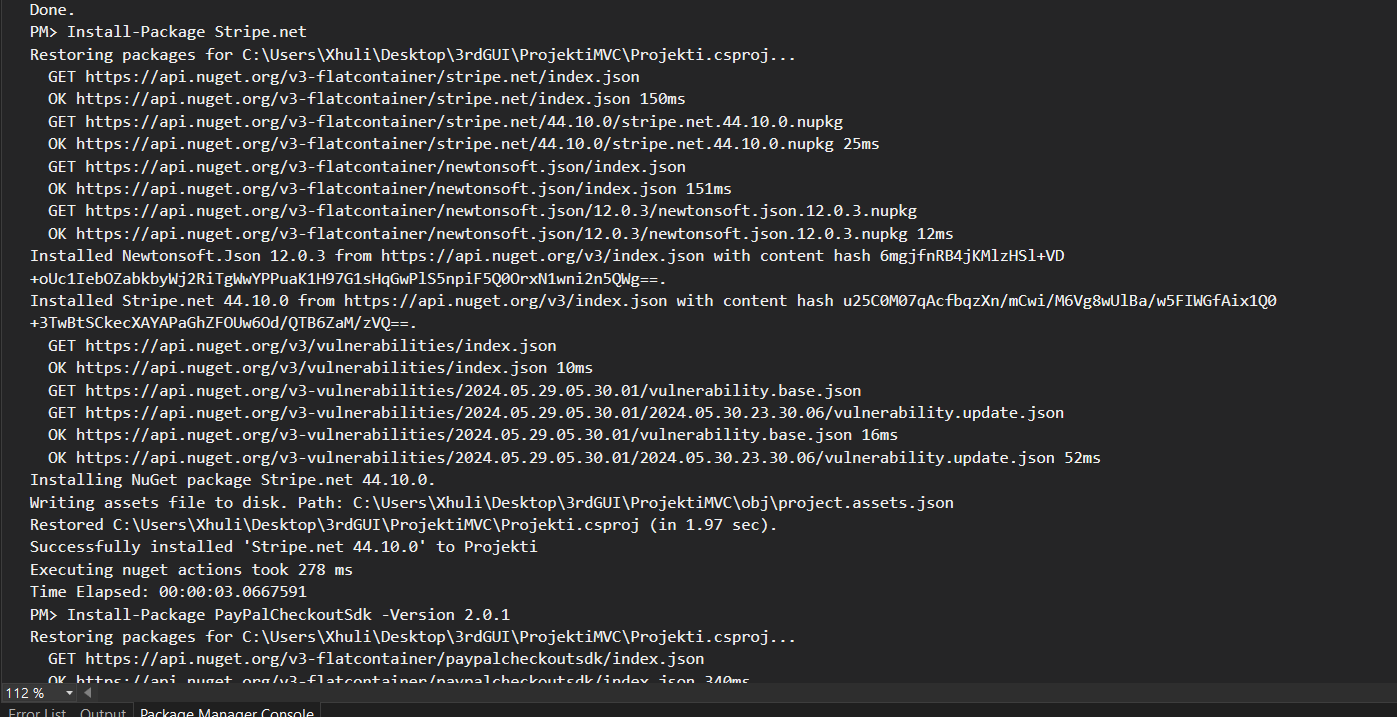 Done.
PM> Install-Package Stripe.net
Restoring packages for C:\Users\Xhuli\Desktop\3rdGUI\ProjektiMVC\Projekti.csproj...
GET https://api.nuget.org/v3-flatcontainer/stripe.net/index.json
OK https://api.nuget.org/v3-flatcontainer/stripe.net/index.json 150ms
GET https://api.nuget.org/v3-flatcontainer/stripe.net/44.10.0/stripe.net.44.10.0.nupkg
OK https://api.nuget.org/v3-flatcontainer/stripe.net/44.10.0/stripe.net.44.10.0.nupkg 25ms
GET https://api.nuget.org/v3-flatcontainer/newtonsoft.json/index.json
OK https://api.nuget.org/v3-flatcontainer/newtonsoft.json/index.json 151ms
GET https://api.nuget.org/v3-flatcontainer/newtonsoft.json/12.0.3/newtonsoft.json.12.0.3.nupkg
OK https://api.nuget.org/v3-flatcontainer/newtonsoft.json/12.0.3/newtonsoft.json.12.0.3.nupkg 12ms
Installed Newtonsoft.Json 12.0.3 from https://api.nuget.org/v3/index.json with content hash 6mgjfnRB4jKMlzHSl+VD
+oUc1IebOZabkbyWj2RiTgWwYPPuaK1H97G1sHqGwPlS5npiF5Q0OrxN1wni2n5QWg==.
Installed Stripe.net 44.10.0 from https://api.nuget.org/v3/index.json with content hash u25C0M07qAcfbqzXn/mCwi/M6Vg8wUlBa/w5FIWGfAix1Q0
+3TwBtSCkecXAYAPaGhZFOUw6Od/QTB6ZaM/zVQ==.
GET https://api.nuget.org/v3/vulnerabilities/index.json
OK https://api.nuget.org/v3/vulnerabilities/index.json 10ms
GET https://api.nuget.org/v3-vulnerabilities/2024.05.29.05.30.01/vulnerability.base.json
GET https://api.nuget.org/v3-vulnerabilities/2024.05.29.05.30.01/2024.05.30.23.30.06/vulnerability.update.json
OK https://api.nuget.org/v3-vulnerabilities/2024.05.29.05.30.01/vulnerability.base.json 16ms
OK https://api.nuget.org/v3-vulnerabilities/2024.05.29.05.30.01/2024.05.30.23.30.06/vulnerability.update.json 52ms
Installing NuGet package Stripe.net 44.10.0.
Writing assets file to disk. Path: C:\Users\Xhuli\Desktop\3rdGUI\ProjektiMVC\obj\project.assets.json
Restored C:\Users\Xhuli\Desktop\3rdGUI\ProjektiMVC\Projekti.csproj (in 1.97 sec).
Successfully installed 'Stripe.net 44.10.0' to Projekti
Executing nuget actions took 278 ms
Time Elapsed: 00:00:03.0667591
PM> Install-Package PayPalCheckoutSdk -Version 2.0.1
Restoring packages for C:\Users\Xhuli\Desktop\3rdGUI\ProjektiMVC\Projekti.csproj...
GET https://api.nuget.org/v3-flatcontainer/paypalcheckoutsdk/index.json
OK https://api.nuget.org/v3-flatcontainer/paypalcheckoutsdk/index.json 340ms
112 %
Error List Output Package Manager Console